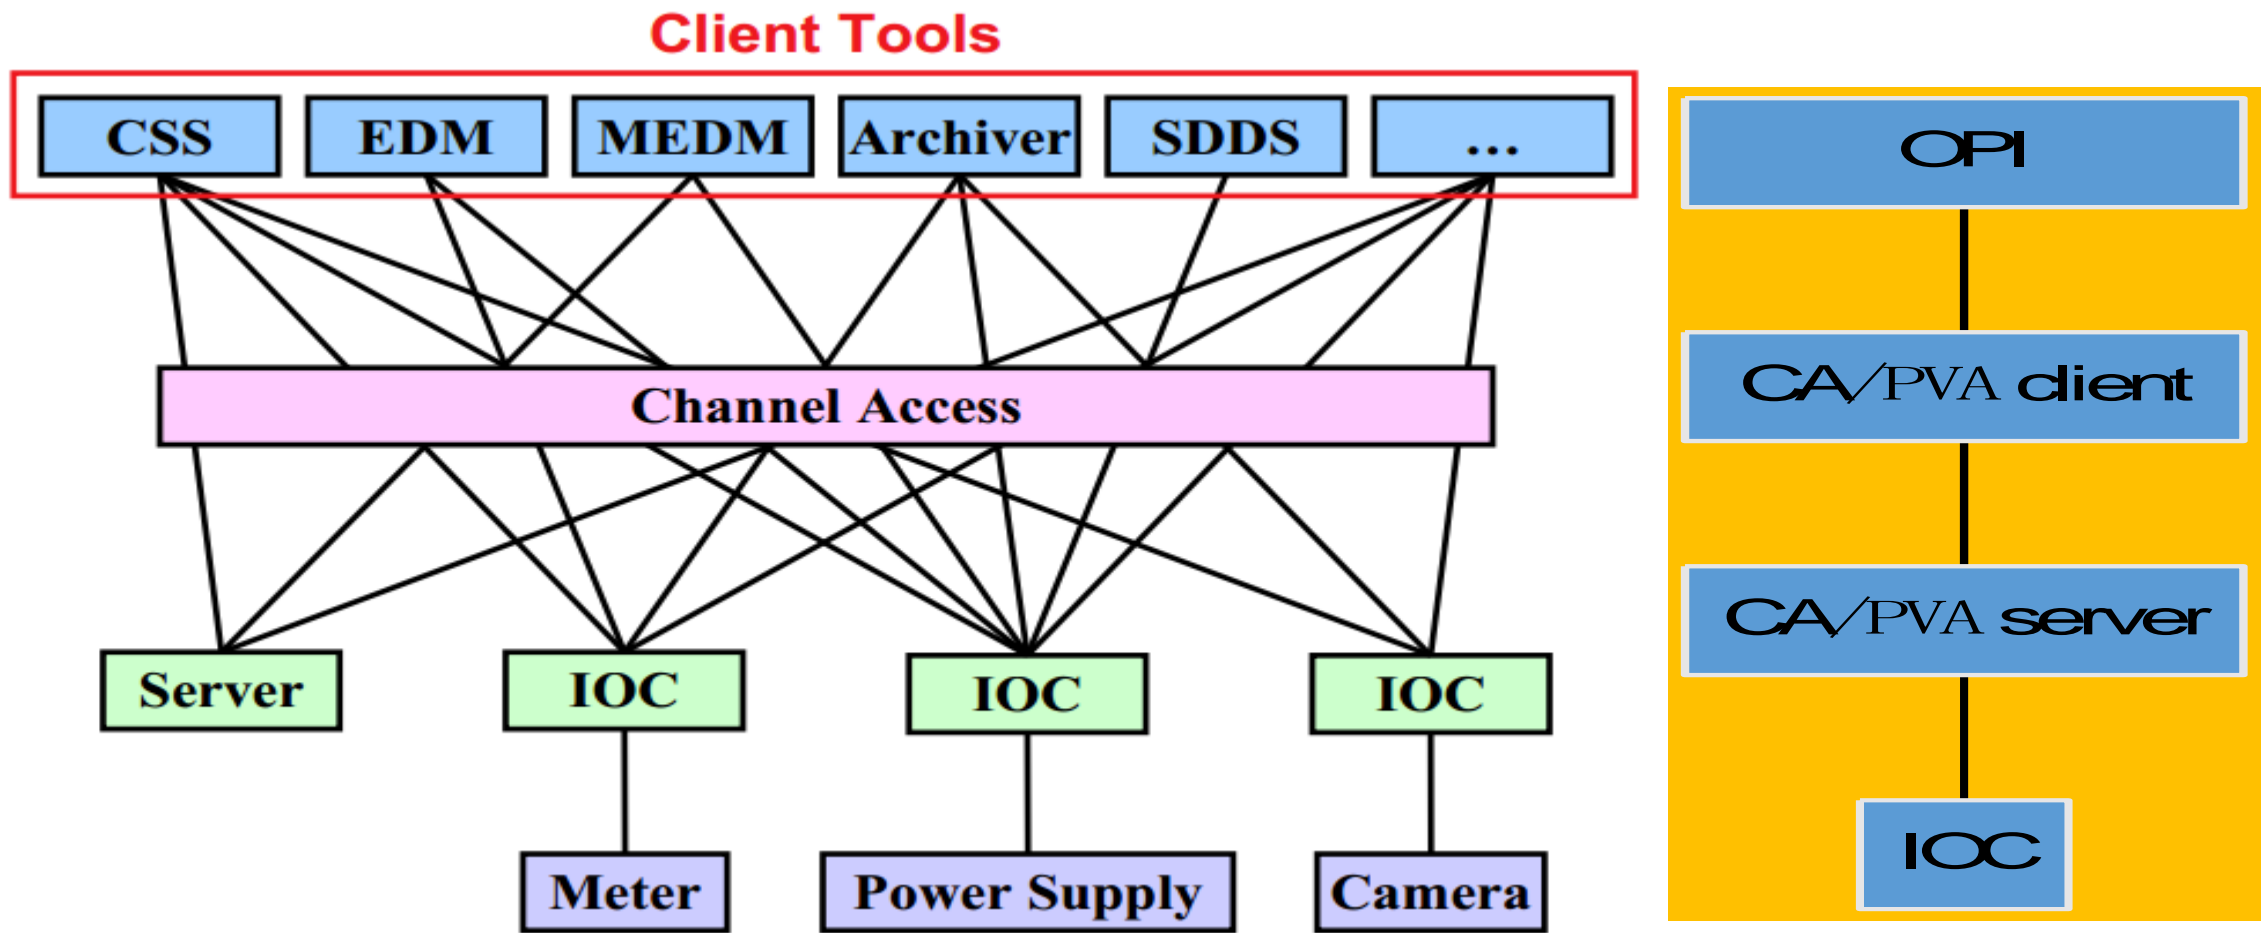 Client Tools
CSS
EDM
MEDM
Archiver
SDDS
...
Channel Access
Server
IOC
IOC
IOC
Meter
Power Supply
Camera
OPI
CA/PVA client
CA/PVA server
IOC